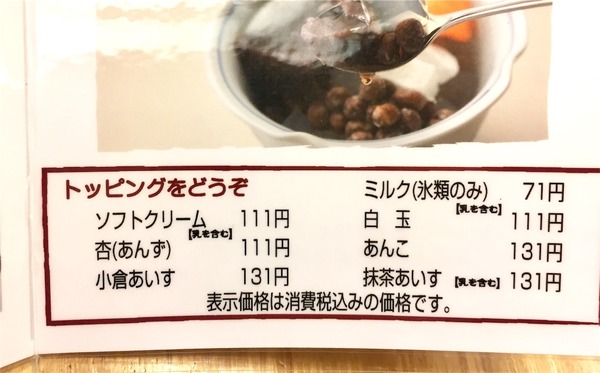 トッピングをどうぞ
ソフトクリーム 111円
【乳を含む】
杏(あんず) 111円
小倉あいす 131円
ミルク(氷類のみ) 71円
【乳を含む】
白玉 111円
あんこ 131円
抹茶あいす【乳を含む】131円
表示価格は消費税込みの価格です。